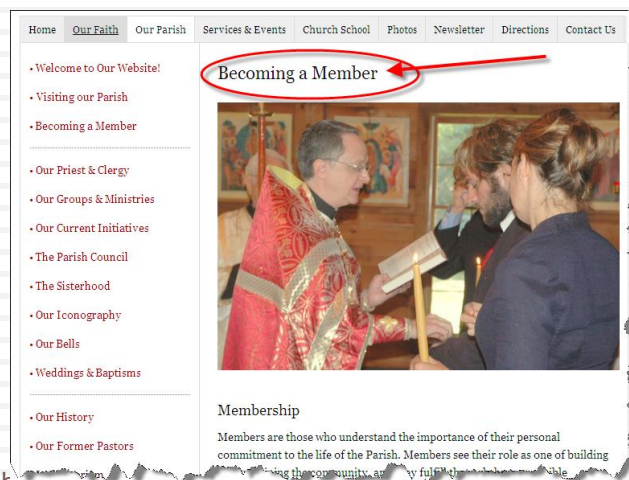 Home Our Faith Our Parish Services & Events Church School Photos Newsletter Directions Contact Us
• Welcome to Our Website!
• Visiting our Parish
• Becoming a Member
• Our Priest & Clergy
• Our Groups & Ministries
• Our Current Initiatives
• The Parish Council
• The Sisterhood
• Our Iconography
• Our Bells
• Weddings & Baptisms
• Our History
• Our Former Pastors
Becoming a Member
Membership
Members are those who understand the importance of their personal
commitment to the life of the Parish. Members see their role as one of building
the community,